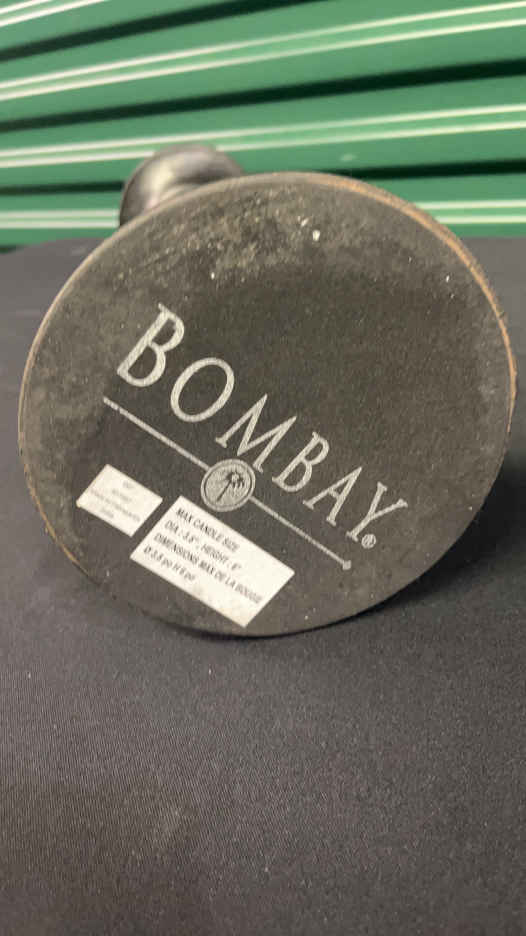 BOMBAY®
MAX CANDLE SIZE
DIA : 3.5" - HEIGHT : 6"
DIMENSIONS MAX DE LA BOUGIE
Ø 3.5 po H 6 po